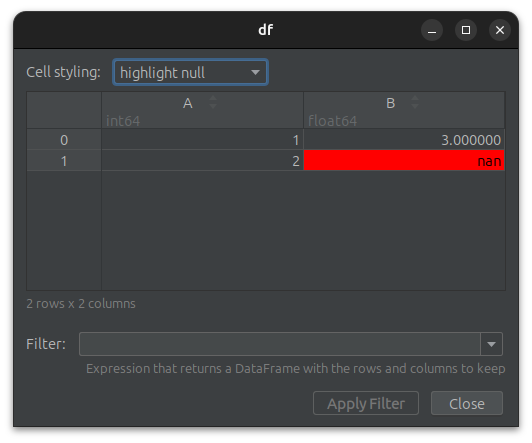 df
Cell styling: highlight null
A B
int64 float64
0 1 3.000000
1 2 nan
2 rows x 2 columns
Filter:
Expression that returns a DataFrame with the rows and columns to keep
Apply Filter Close